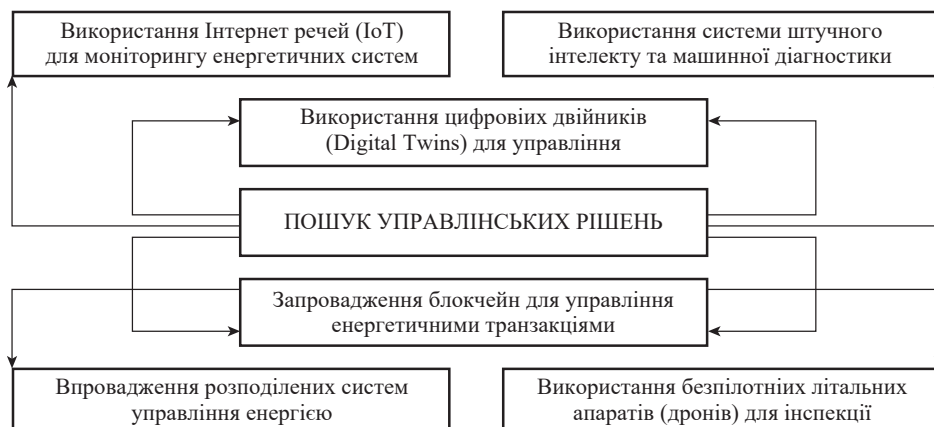 Використання Інтернет речей (IoT)
для моніторингу енергетичних систем
Використання системи штучного
інтелекту та машинної діагностики
Використання цифровіих двійників
(Digital Twins) для управління
ПОШУК УПРАВЛІНСЬКИХ РІШЕНЬ
Запровадження блокчейн для управління
енергетичними транзакціями
Впровадження розподілених систем
управління енергією
Використання безпілотніих літальних
апаратів (дронів) для інспекції